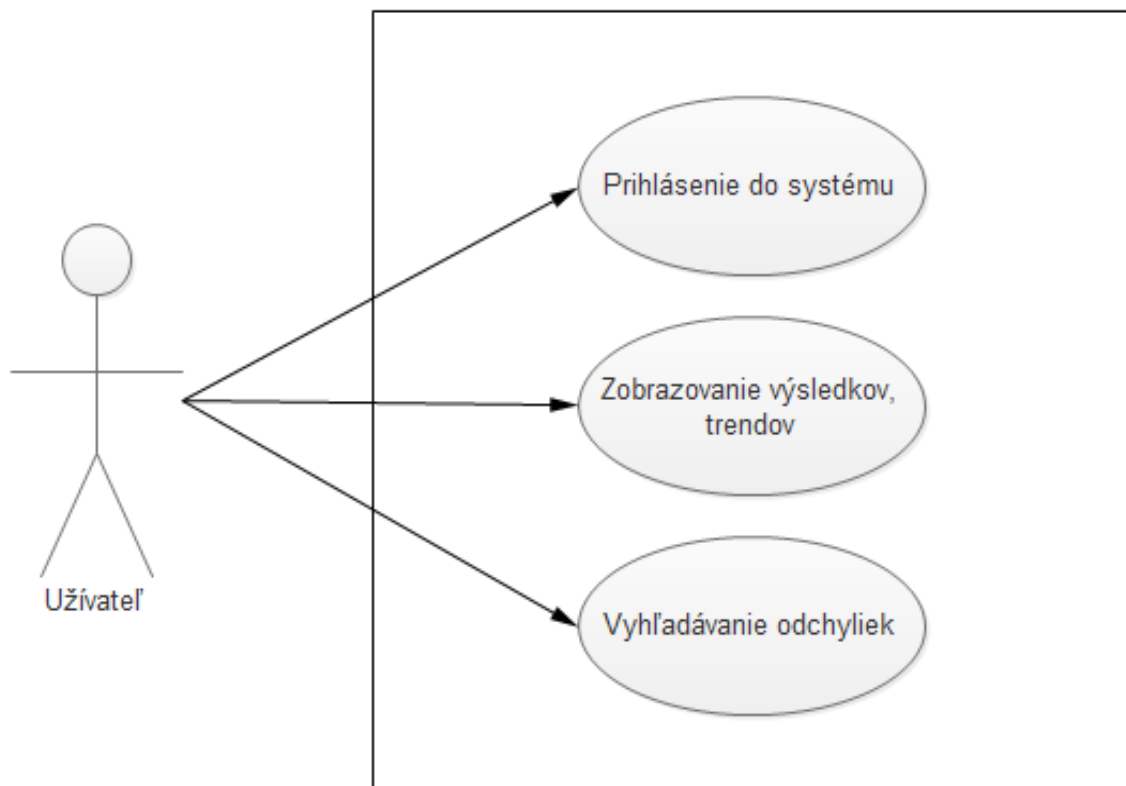 Prihlásenie do systému
Zobrazovanie výsledkov,
trendov
Užívateľ
Vyhľadávanie odchyliek